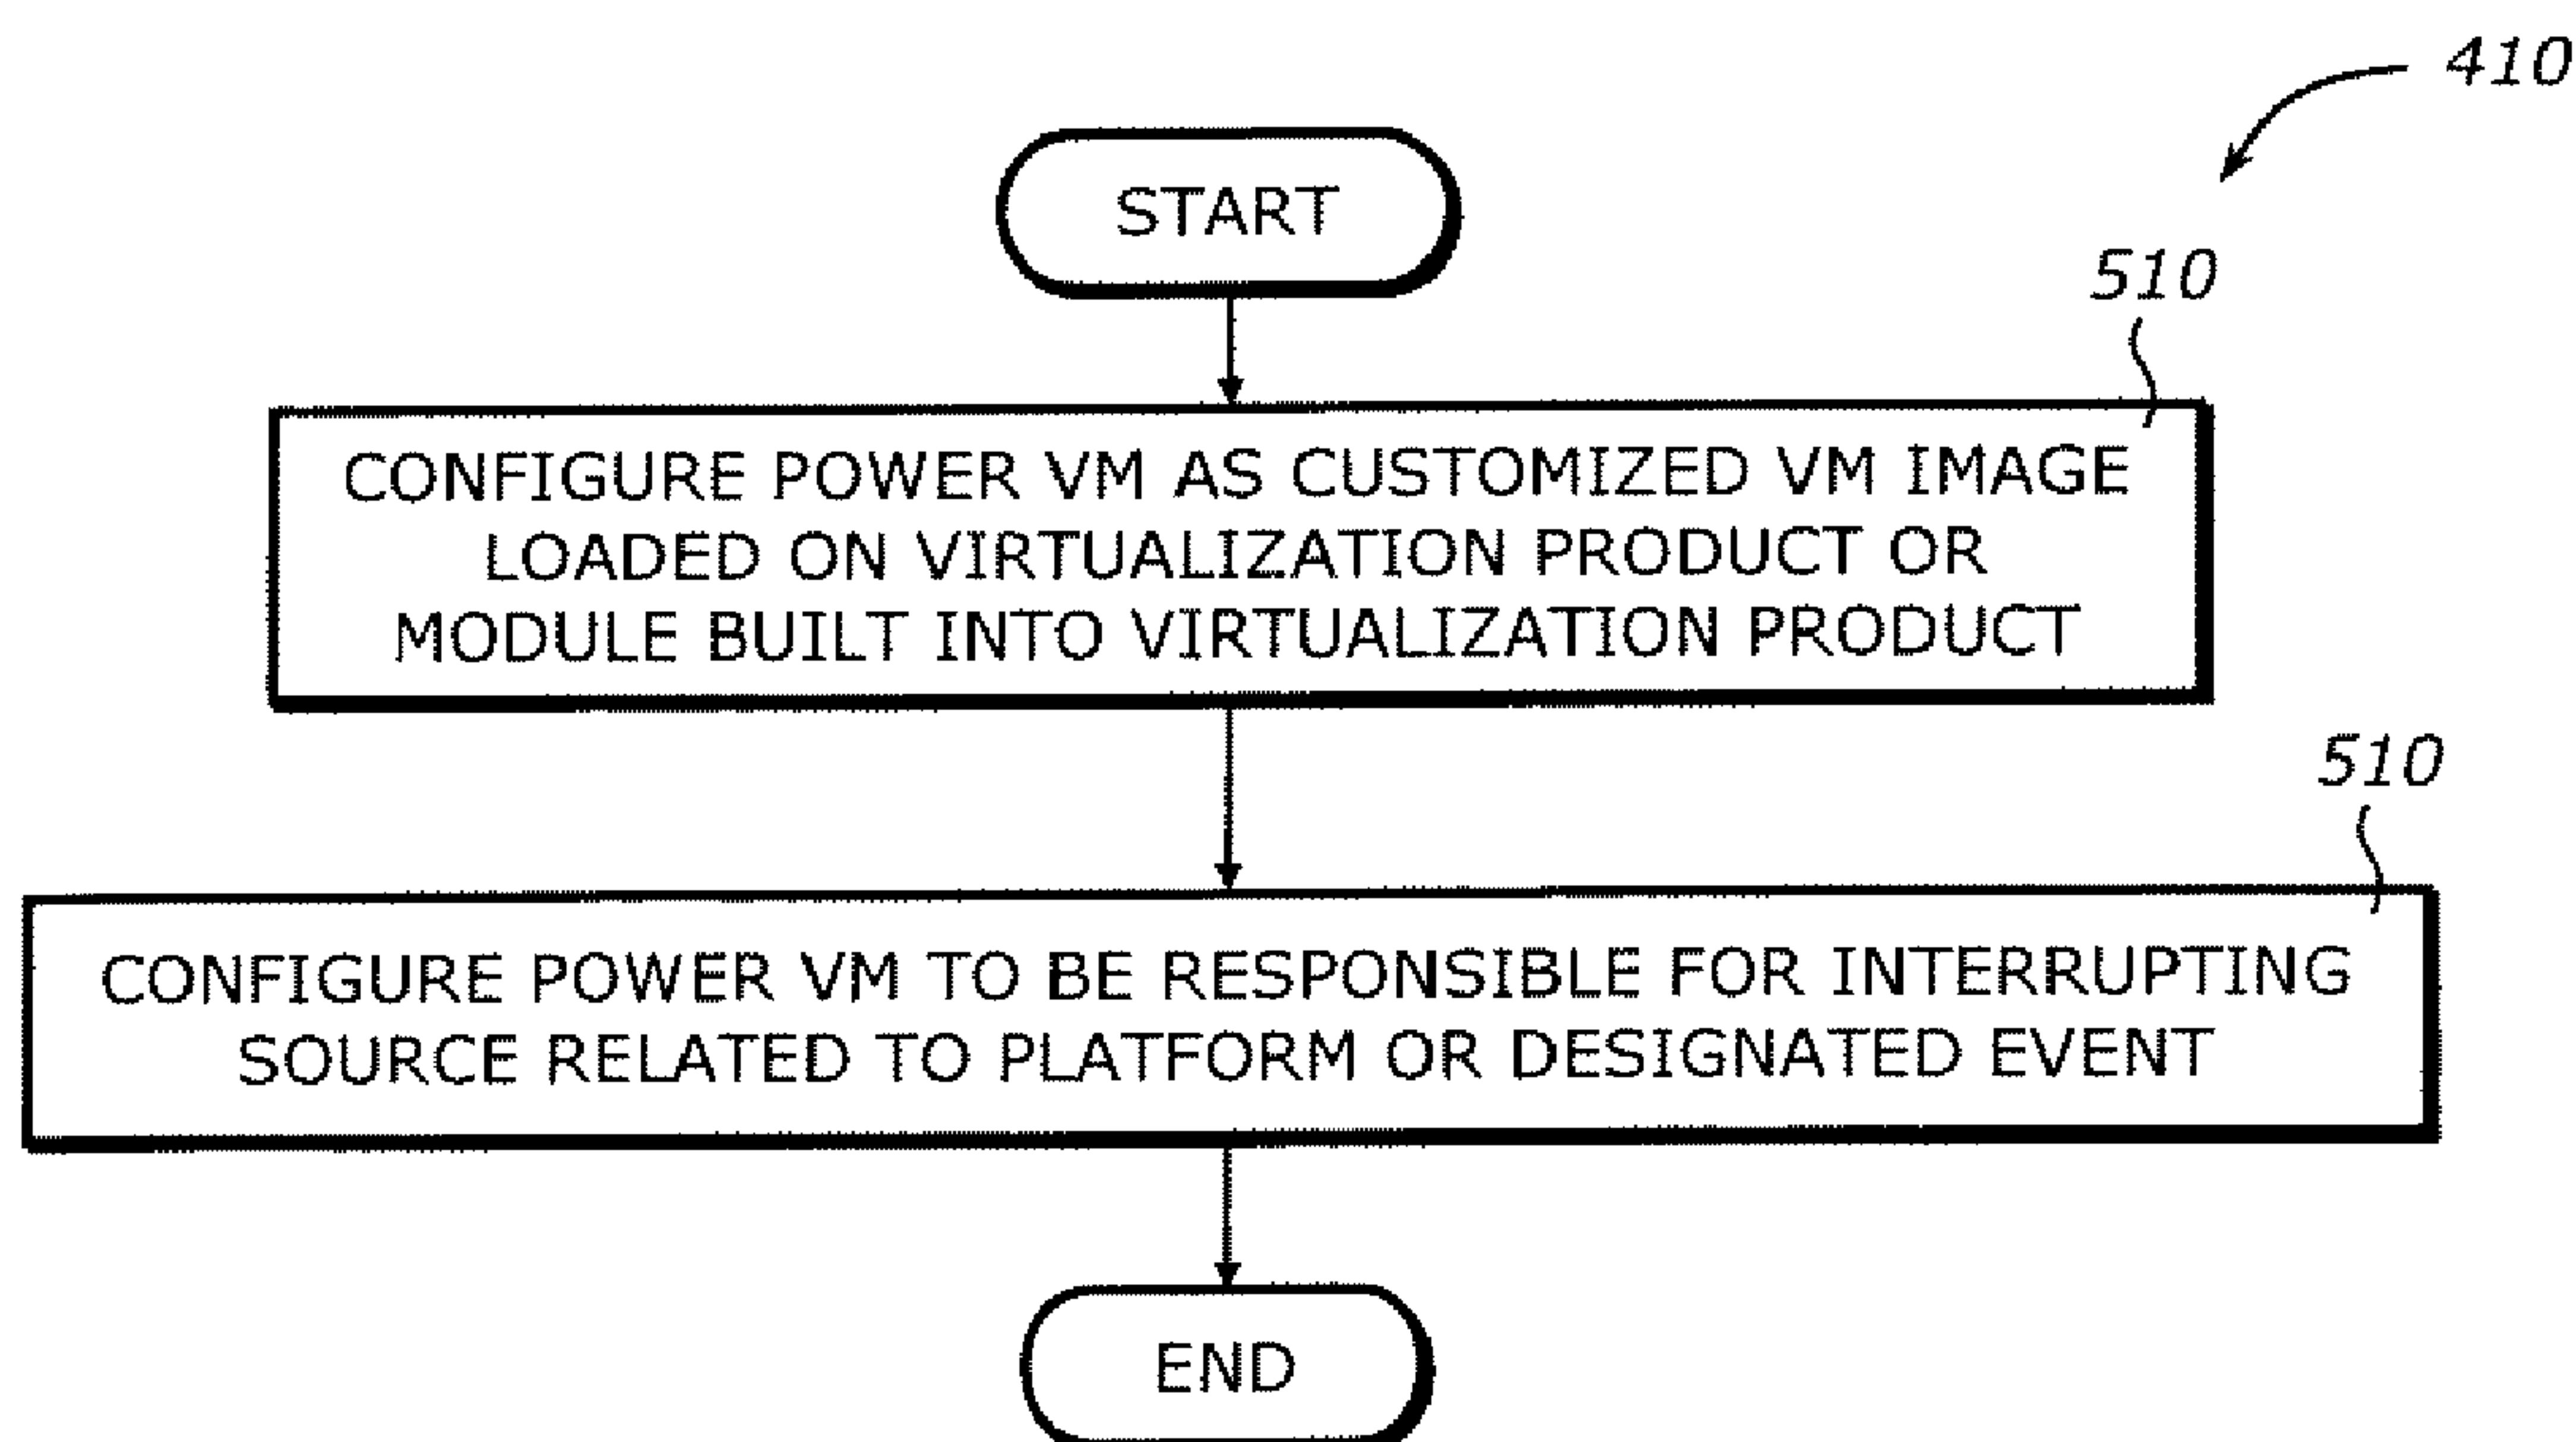 410
START
510
CONFIGURE POWER VM AS CUSTOMIZED VM IMAGE
LOADED ON VIRTUALIZATION PRODUCT OR
MODULE BUILT INTO VIRTUALIZATION PRODUCT
510
CONFIGURE POWER VM TO BE RESPONSIBLE FOR INTERRUPTING
SOURCE RELATED TO PLATFORM OR DESIGNATED EVENT
END